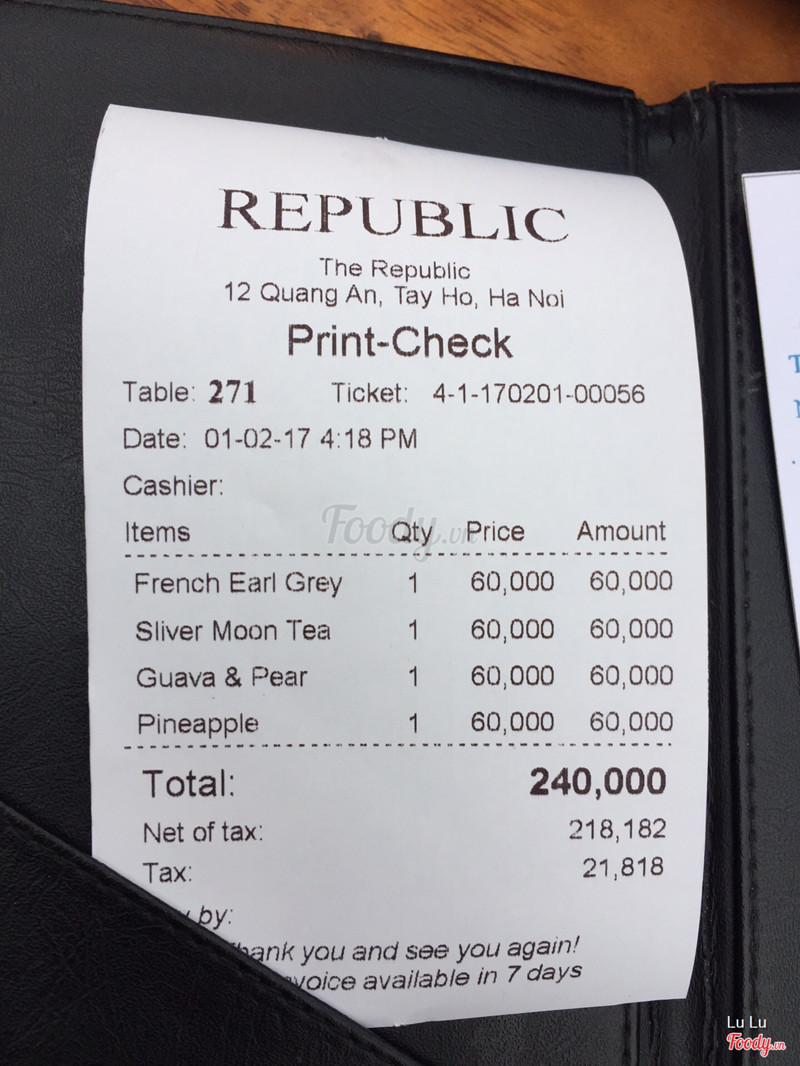 REPUBLIC
The Republic
12 Quang An, Tay Ho, Ha Noi
Print-Check
Table: 271 Ticket: 4-1-170201-00056
Date: 01-02-17 4:18 PM
Cashier:
Items Qty Price Amount
Foody.vn
French Earl Grey 1 60,000 60,000
Sliver Moon Tea 1 60,000 60,000
Guava & Pear 1 60,000 60,000
Pineapple 1 60,000 60,000
Total: 240,000
Net of tax: 218,182
Tax: 21,818
by:
hank you and see you again!
voice available in 7 days
Lu Lu
Foody.vn